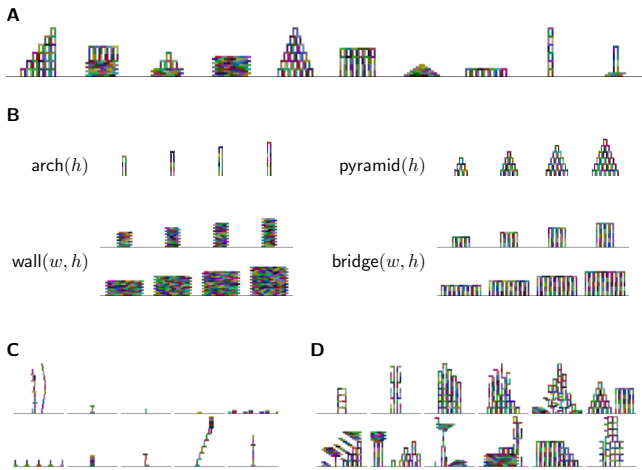 A
B
arch(h)
pyramid(h)
wall(w, h)
bridge(w, h)
C
D